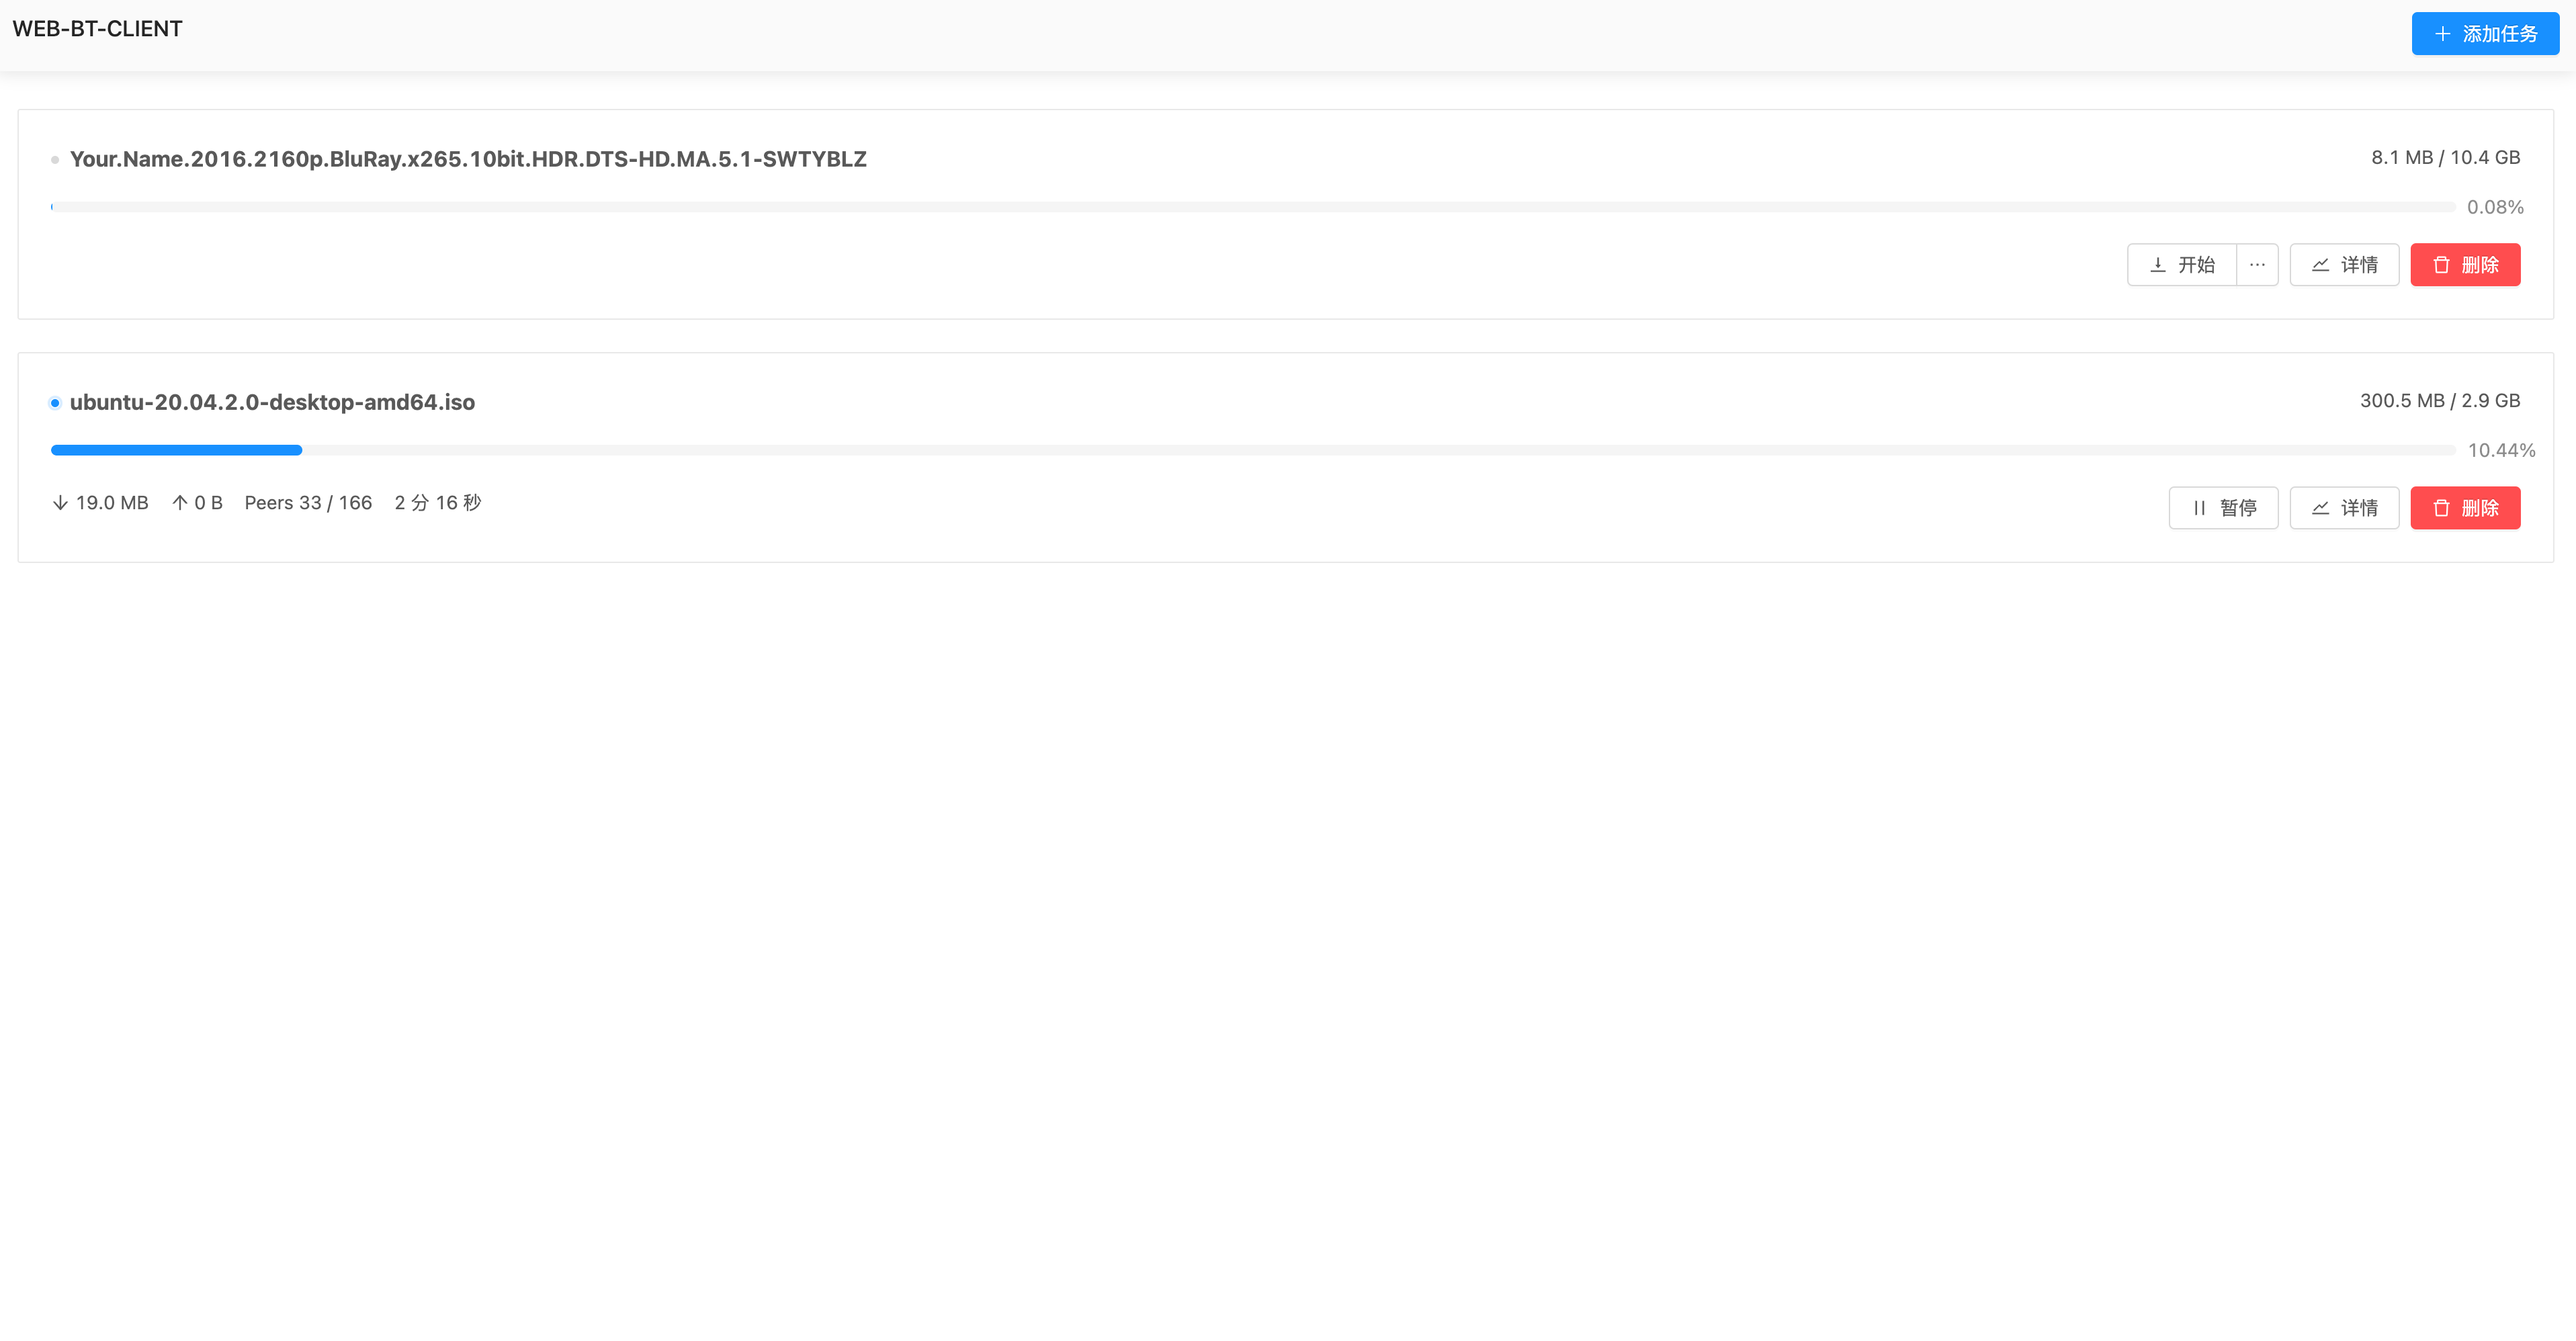 WEB-BT-CLIENT
添加任务
Your.Name.2016.2160p.BluRay.x265.10bit.HDR.DTS-HD.MA.5.1-SWTYBLZ
8.1 MB / 10.4 GB
0.08%
开始 ··· 详情 删除
ubuntu-20.04.2.0-desktop-amd64.iso
300.5 MB / 2.9 GB
10.44%
↓ 19.0 MB ↑ 0 B Peers 33 / 166 2 分 16 秒
暂停 详情 删除